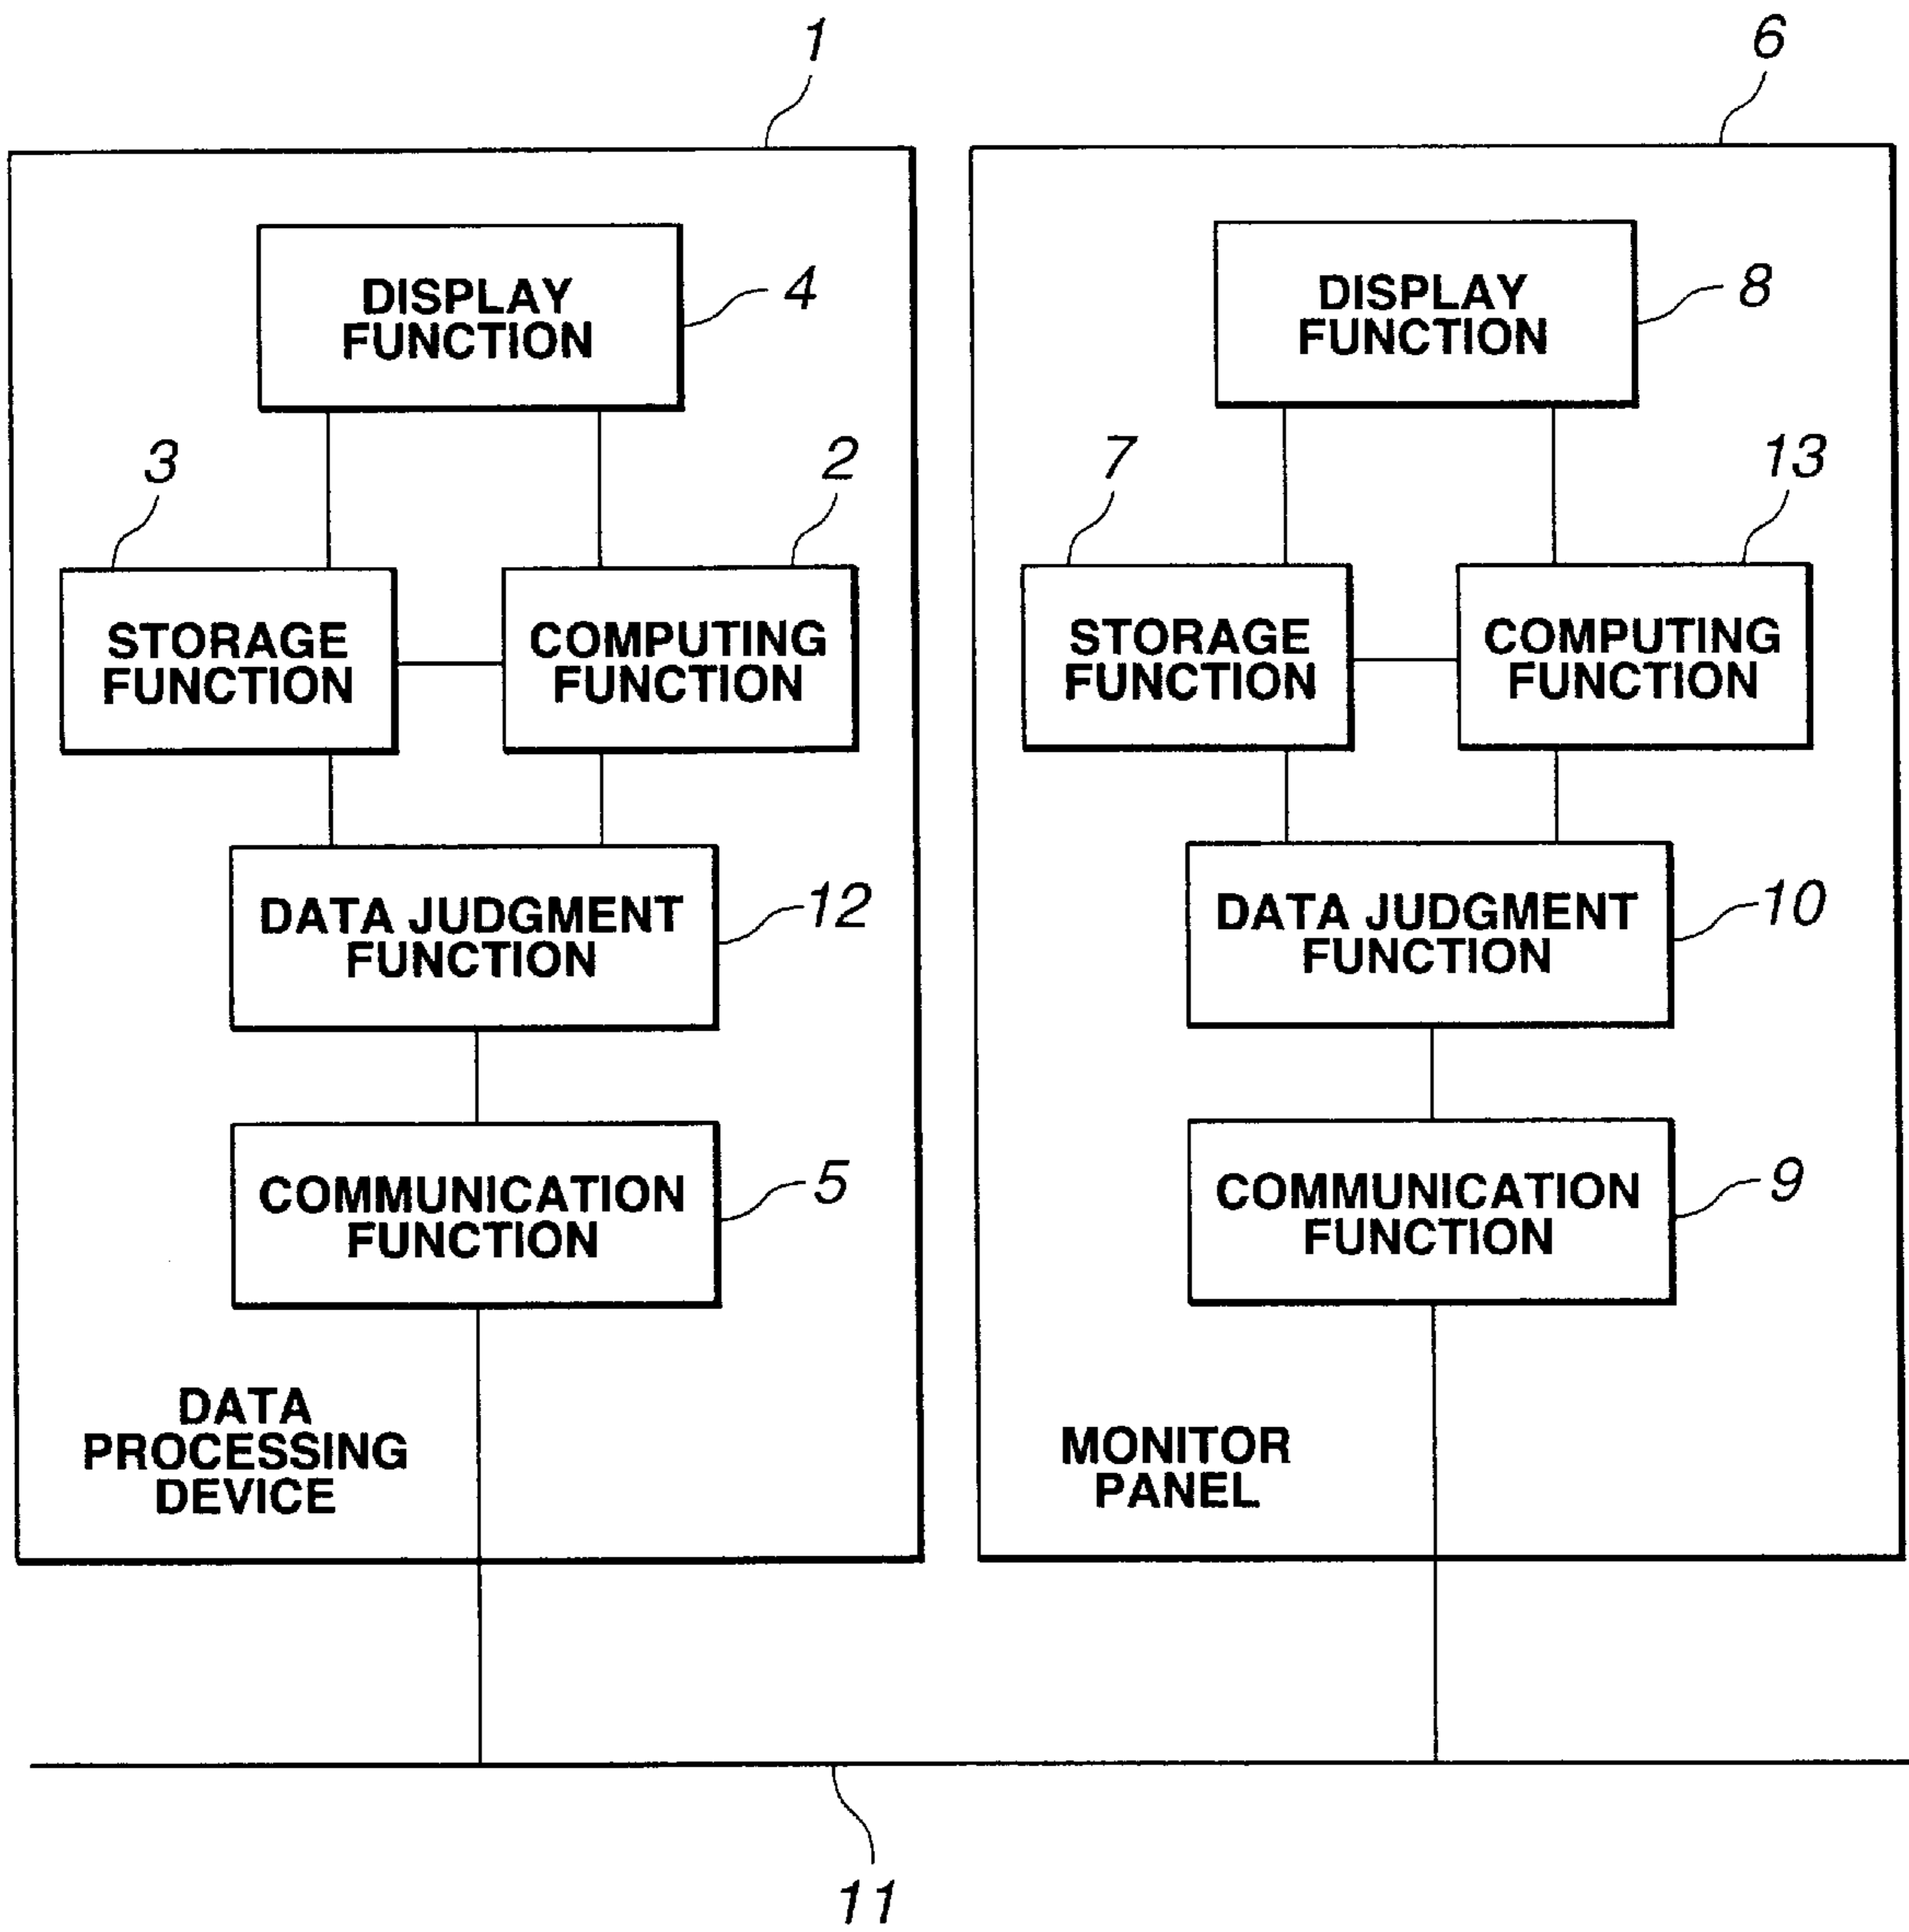 1
6
DISPLAY
FUNCTION
4
DISPLAY
FUNCTION
8
3
2
7
13
STORAGE
FUNCTION
COMPUTING
FUNCTION
STORAGE
FUNCTION
COMPUTING
FUNCTION
DATA JUDGMENT
FUNCTION
12
DATA JUDGMENT
FUNCTION
10
COMMUNICATION
FUNCTION
5
COMMUNICATION
FUNCTION
9
DATA
PROCESSING
DEVICE
MONITOR
PANEL
11